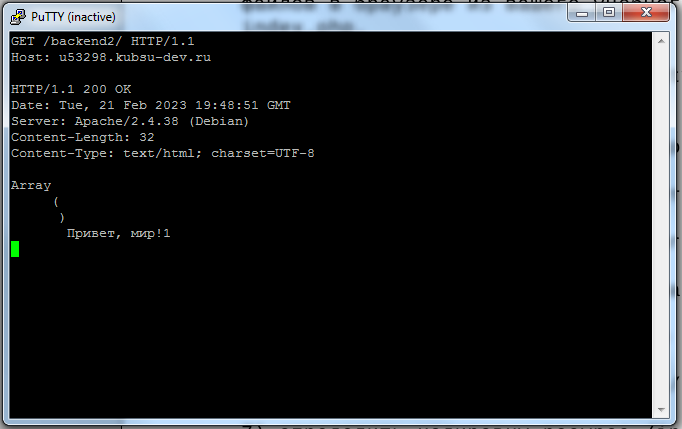 PuTTY (inactive)
GET /backend2/ HTTP/1.1
Host: u53298.kubsu-dev.ru
HTTP/1.1 200 OK
Date: Tue, 21 Feb 2023 19:48:51 GMT
Server: Apache/2.4.38 (Debian)
Content-Length: 32
Content-Type: text/html; charset=UTF-8
Array
(
)
Привет, мир!1